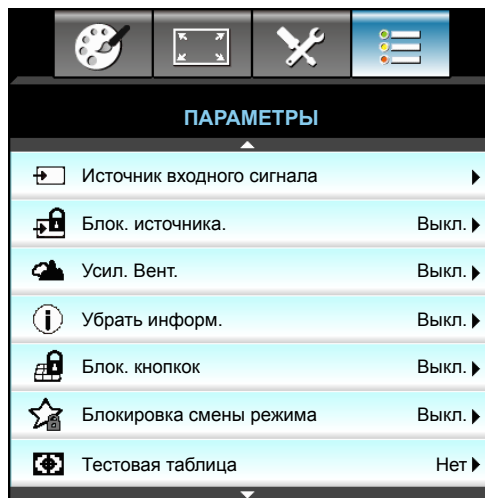 ПАРАМЕТРЫ
Источник входного сигнала
Блок. источника. Выкл.
Усил. Вент. Выкл.
Убрать информ. Выкл.
Блок. кнопкок Выкл.
Блокировка смены режима Выкл.
Тестовая таблица Нет